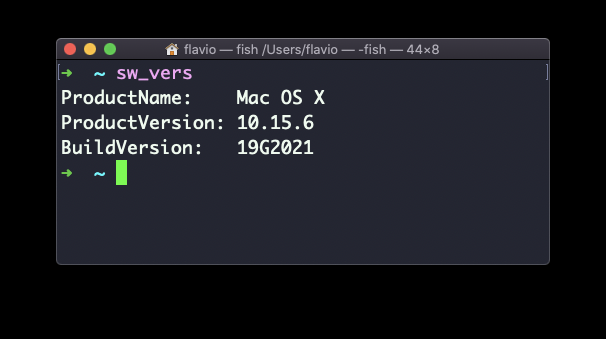 flavio — fish /Users/flavio — -fish — 44×8
➜  ~ sw_vers
ProductName:    Mac OS X
ProductVersion: 10.15.6
BuildVersion:   19G2021
➜  ~